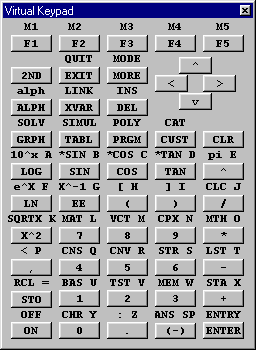 Virtual Keypad
M1 M2 M3 M4 M5
F1 F2 F3 F4 F5
QUIT MODE
^
2ND EXIT MORE
< >
alph LINK INS
v
ALPH XVAR DEL
SOLV SIMUL POLY CAT
GRPH TABL PRGM CUST CLR
10^x A *SIN B *COS C *TAN D pi E
LOG SIN COS TAN ^
e^X F X^-1 G [ H ] I CLC J
LN EE ( ) /
SQRTX K MAT L VCT M CPX N MTH O
X^2 7 8 9 *
< P CNS Q CNV R STR S LST T
, 4 5 6 -
RCL = BAS U TST V MEM W STA X
STO 1 2 3 +
OFF CHR Y : Z ANS SP ENTRY
ON 0 . (-) ENTER